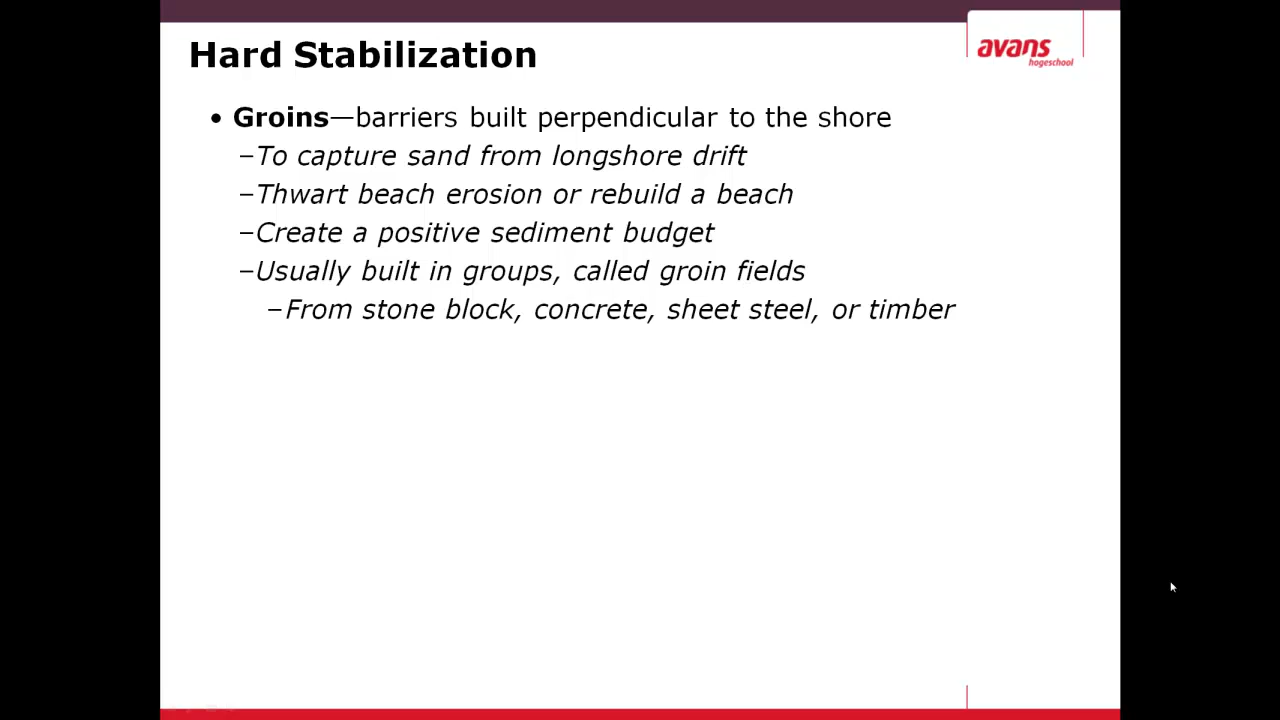 Hard Stabilization
avans
hogeschool
• Groins—barriers built perpendicular to the shore
–To capture sand from longshore drift
–Thwart beach erosion or rebuild a beach
–Create a positive sediment budget
–Usually built in groups, called groin fields
–From stone block, concrete, sheet steel, or timber